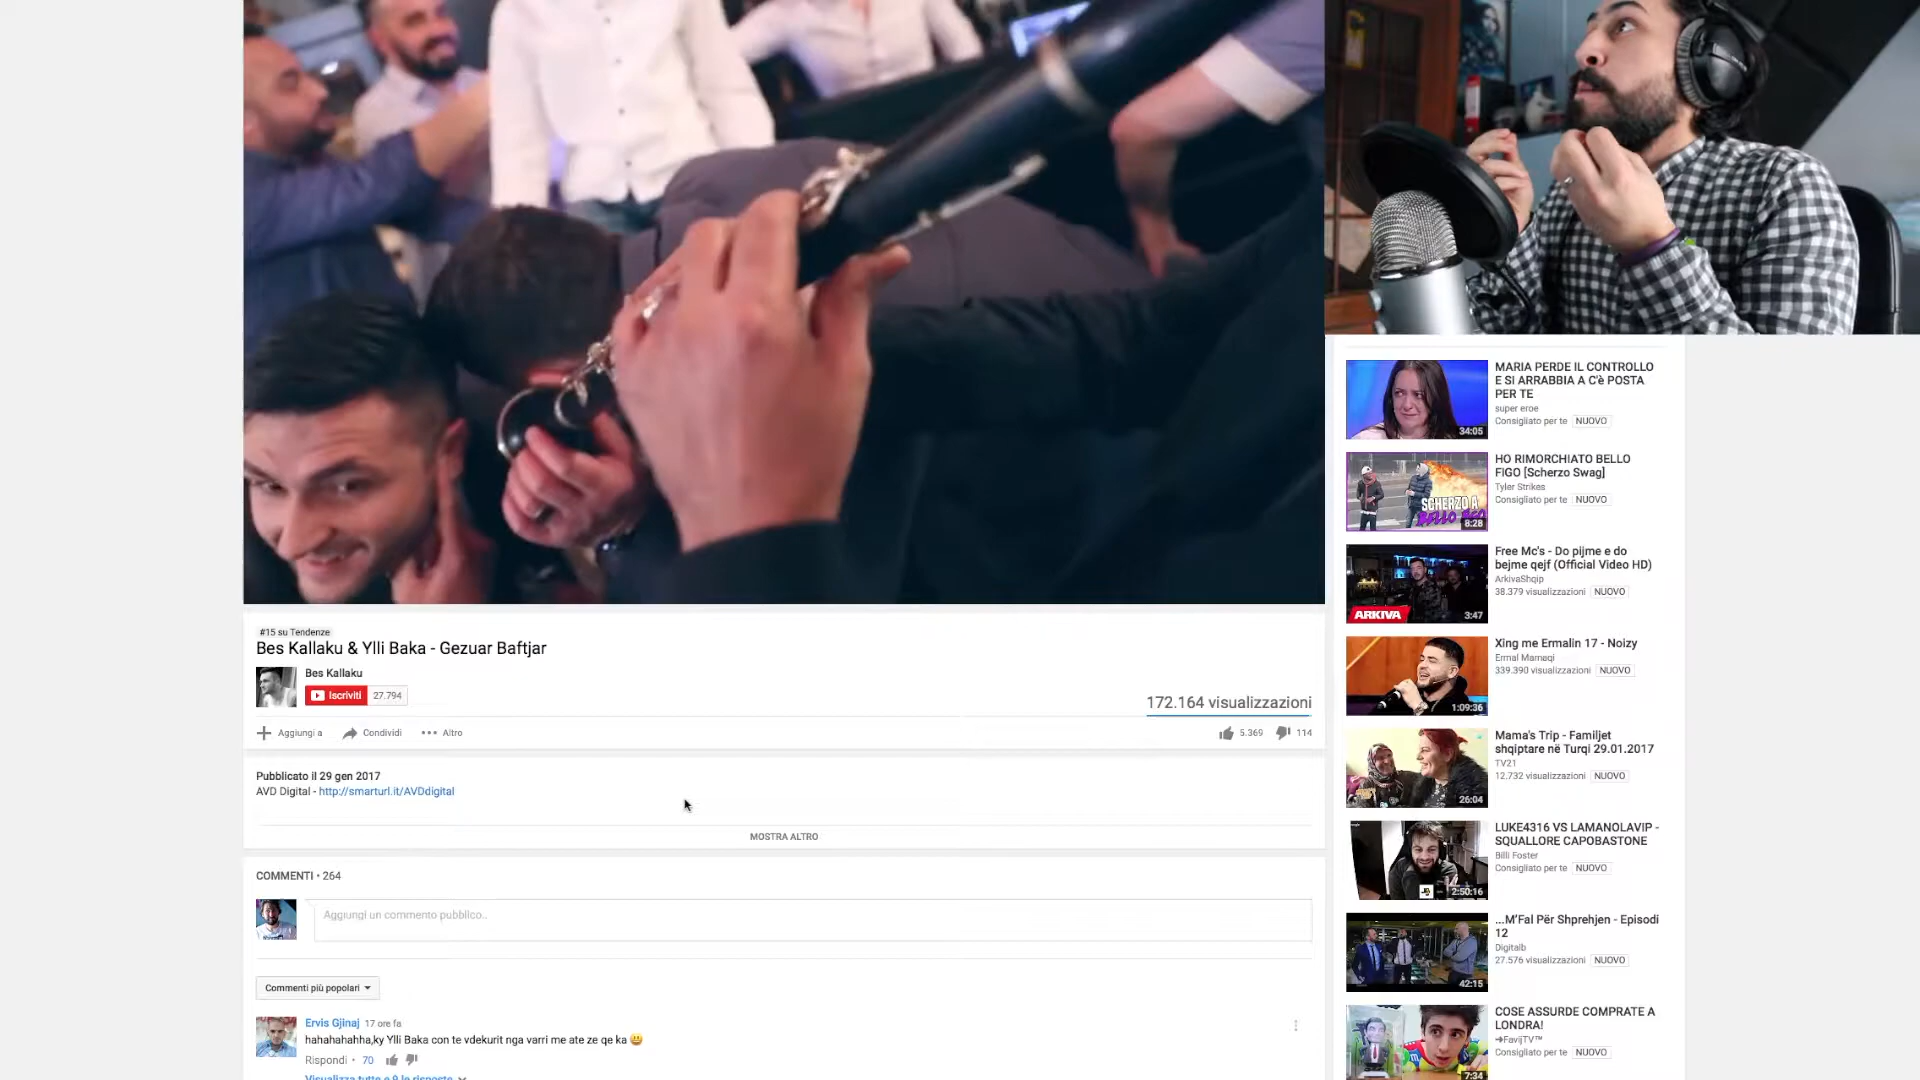 #15 su Tendenze
Bes Kallaku & Ylli Baka - Gezuar Baftjar
Bes Kallaku
Iscriviti 27.794
172.164 visualizzazioni
Aggiungi a Condividi Altro
5.369 114
Pubblicato il 29 gen 2017
AVD Digital - http://smarturl.it/AVDdigital
MOSTRA ALTRO
COMMENTI • 264
Aggiungi un commento pubblico...
Commenti più popolari
Ervis Gjinaj 17 ore fa
hahahahahha,ky Ylli Baka con te vdekurit nga varri me ate ze qe ka 😃
Rispondi • 70
Visualizza tutte e 9 le risposte
MARIA PERDE IL CONTROLLO
E SI ARRABBIA A C'è POSTA
PER TE
super eroe
Consigliato per te NUOVO
34:05
HO RIMORCHIATO BELLO
FIGO [Scherzo Swag]
Tyler Strikes
Consigliato per te NUOVO
SCHERZO A
BELLO
8:28
Free Mc's - Do pijme e do
bejme qejf (Official Video HD)
ArkivaShqip
38.379 visualizzazioni NUOVO
ARKIVA
3:47
Xing me Ermalin 17 - Noizy
Ermal Mamaqi
339.390 visualizzazioni NUOVO
1:09:36
Mama's Trip - Familjet
shqiptare në Turqi 29.01.2017
TV21
12.732 visualizzazioni NUOVO
26:04
LUKE4316 VS LAMANOLAVIP -
SQUALLORE CAPOBASTONE
Billi Foster
Consigliato per te NUOVO
2:50:16
...M'Fal Për Shprehjen - Episodi
12
Digitalb
27.576 visualizzazioni NUOVO
42:15
COSE ASSURDE COMPRATE A
LONDRA!
➔FavijTV™
Consigliato per te NUOVO
7:34